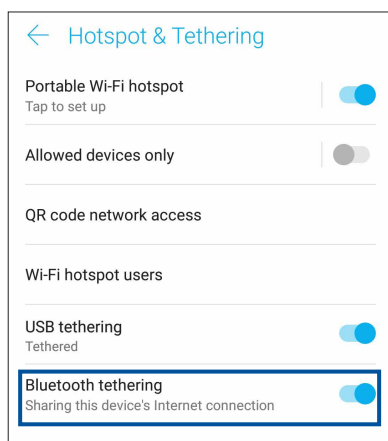 Hotspot & Tethering
Portable Wi-Fi hotspot
Tap to set up
Allowed devices only
QR code network access
Wi-Fi hotspot users
USB tethering
Tethered
Bluetooth tethering
Sharing this device's Internet connection